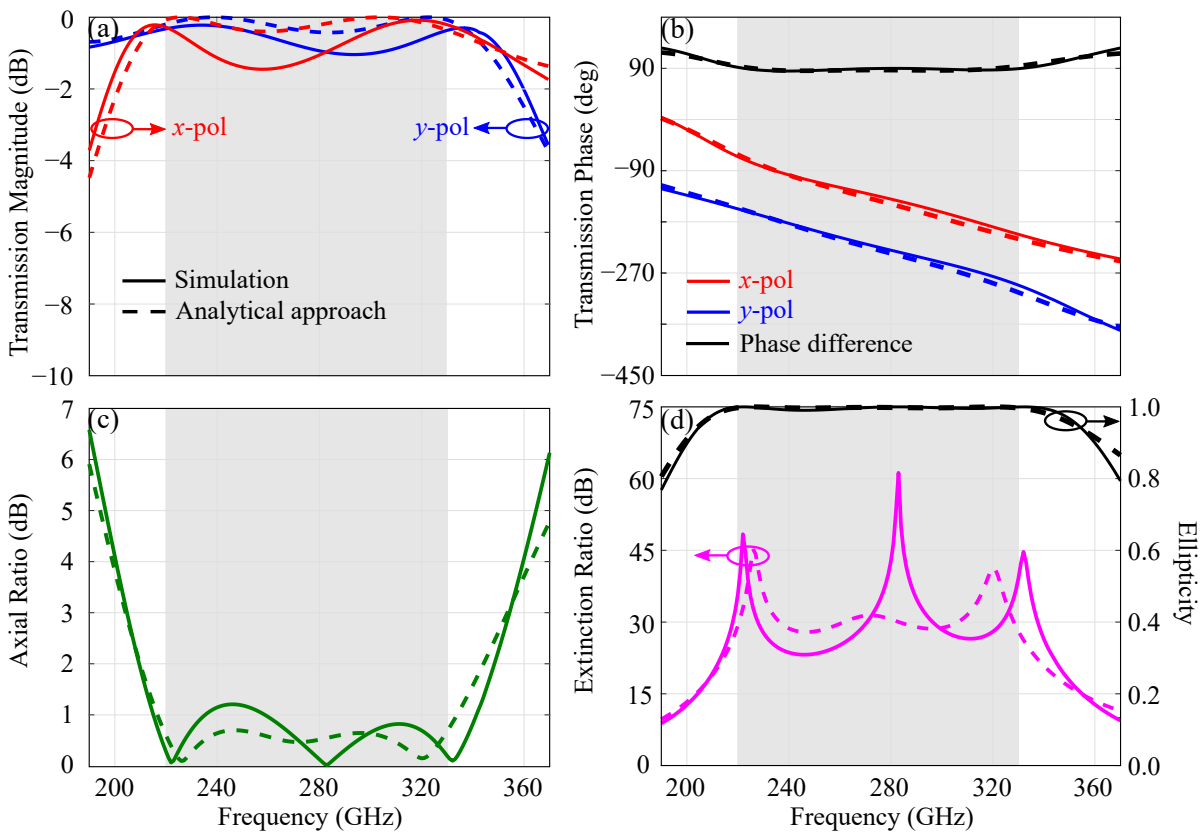 (a)
0
−2
−4
−6
−8
−10
Transmission Magnitude (dB)
x-pol
y-pol
Simulation
Analytical approach
(b)
90
−90
−270
−450
Transmission Phase (deg)
x-pol
y-pol
Phase difference
(c)
7
6
5
4
3
2
1
0
Axial Ratio (dB)
200
240
280
320
360
Frequency (GHz)
(d)
75
60
45
30
15
0
Extinction Ratio (dB)
1.0
0.8
0.6
0.4
0.2
0.0
Ellipticity
200
240
280
320
360
Frequency (GHz)